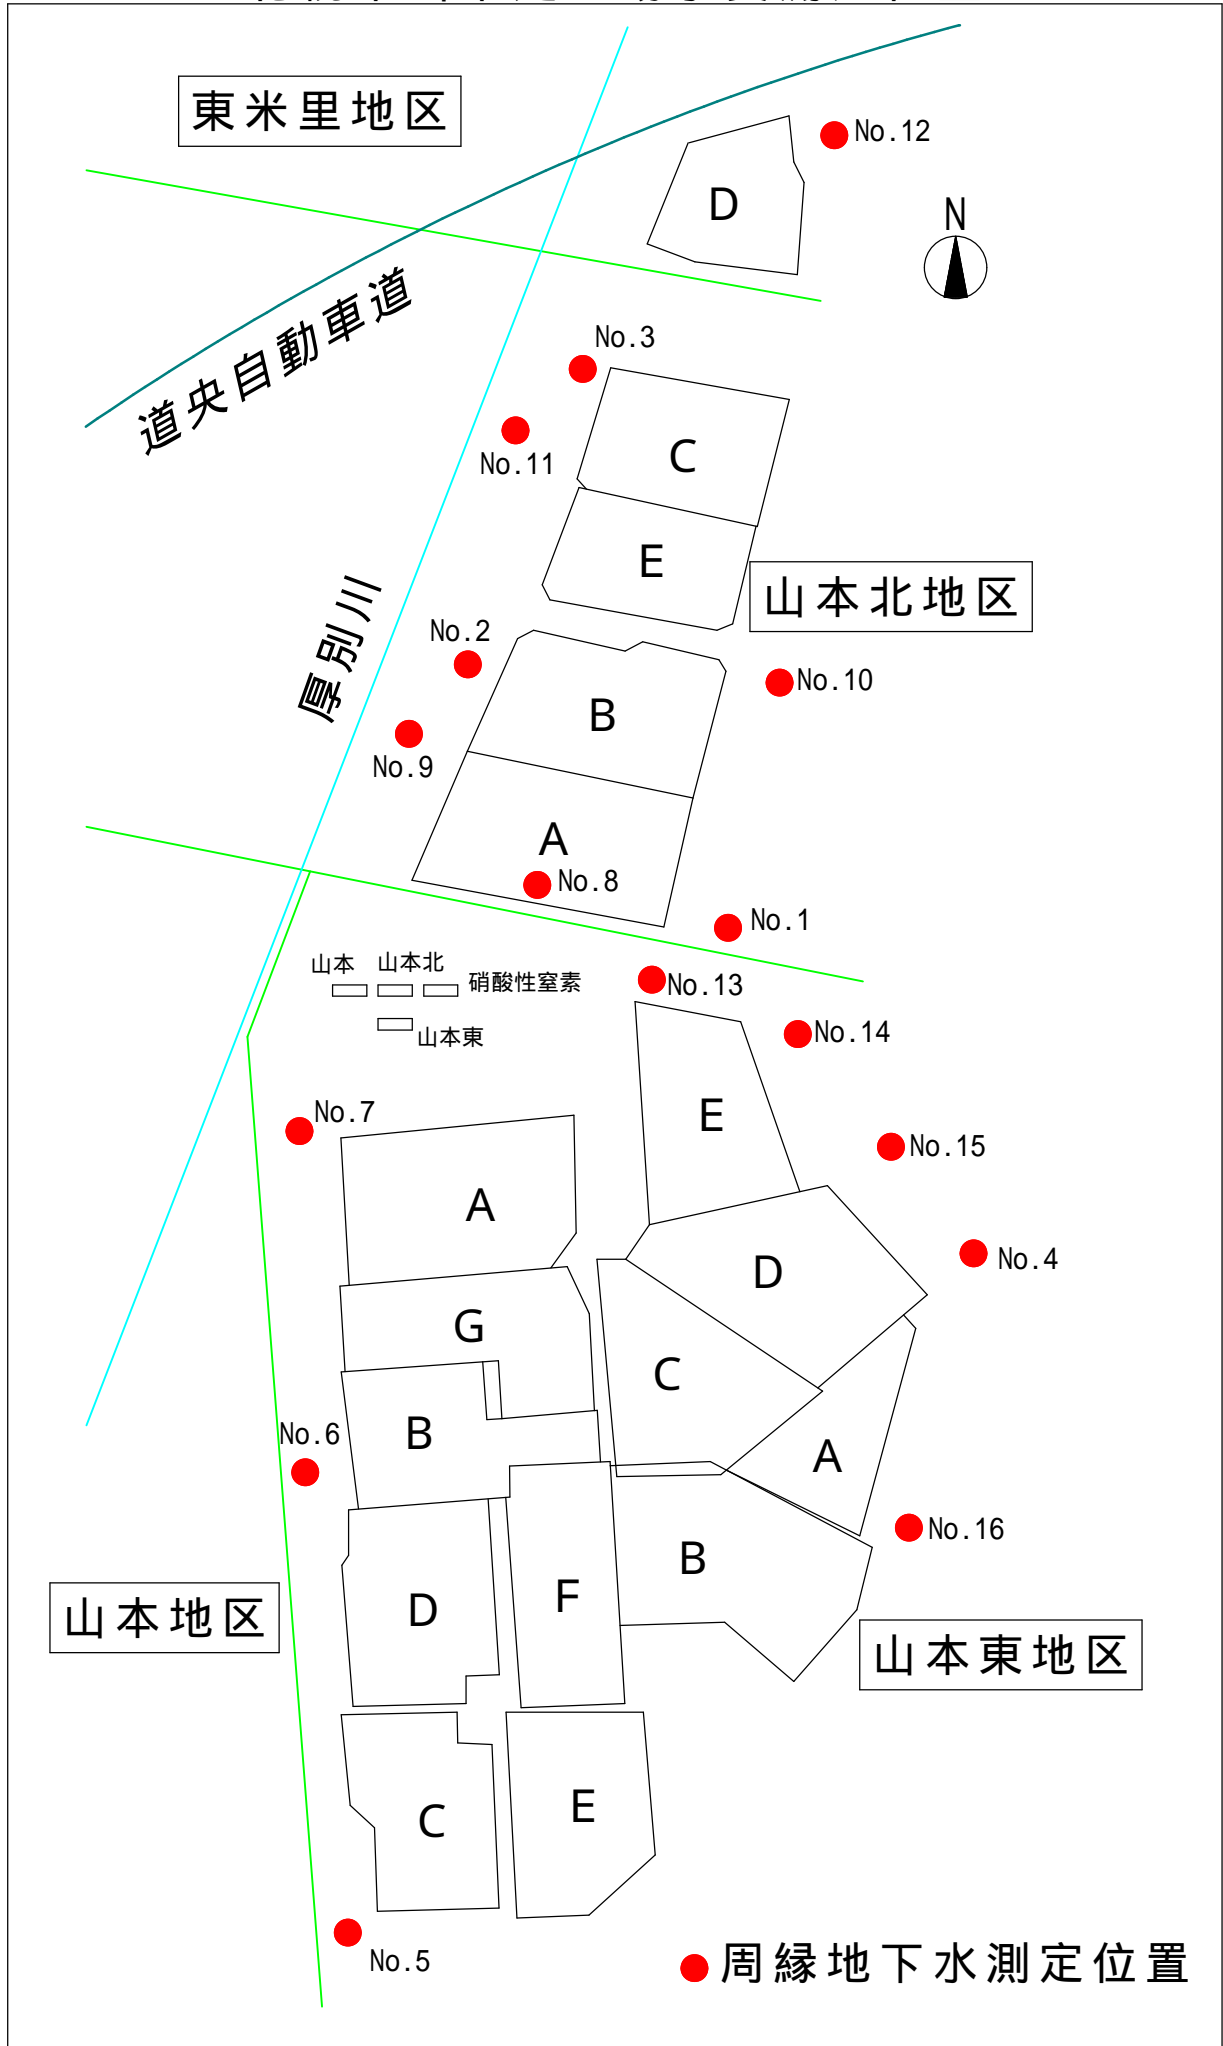 東米里地区
No.12
D
N
道央自動車道
No.3
No.11
C
E
山本北地区
厚別川
No.2
No.10
B
No.9
A
No.8
No.1
山本
山本北
硝酸性窒素
山本東
No.13
No.14
No.7
E
No.15
A
D
No.4
G
C
B
No.6
A
No.16
B
D
F
山本地区
山本東地区
C
E
No.5
周縁地下水測定位置